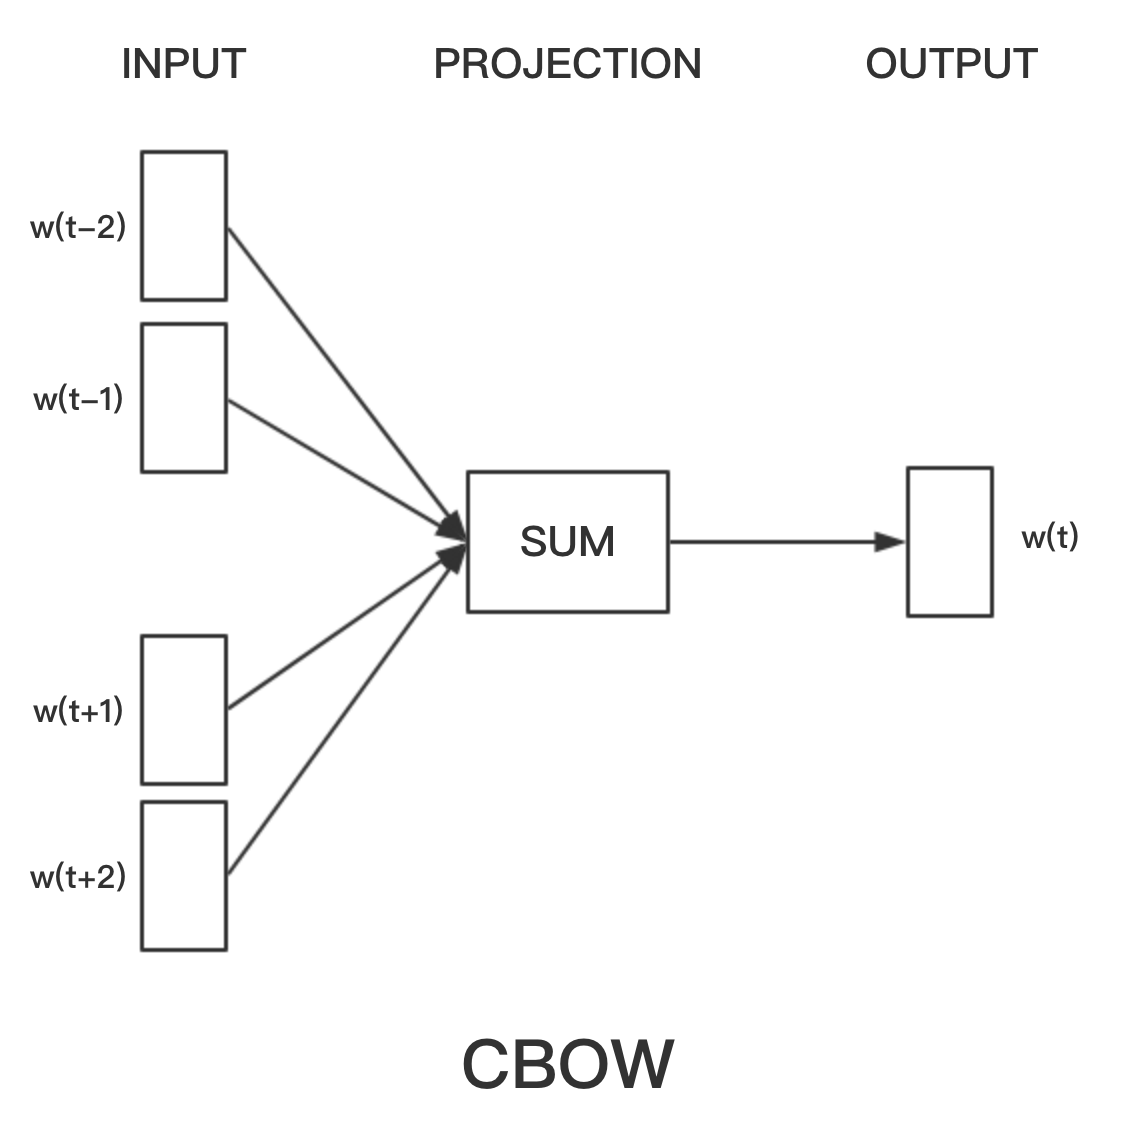 INPUT PROJECTION OUTPUT
w(t-2)
w(t-1)
SUM
w(t)
w(t+1)
w(t+2)
CBOW